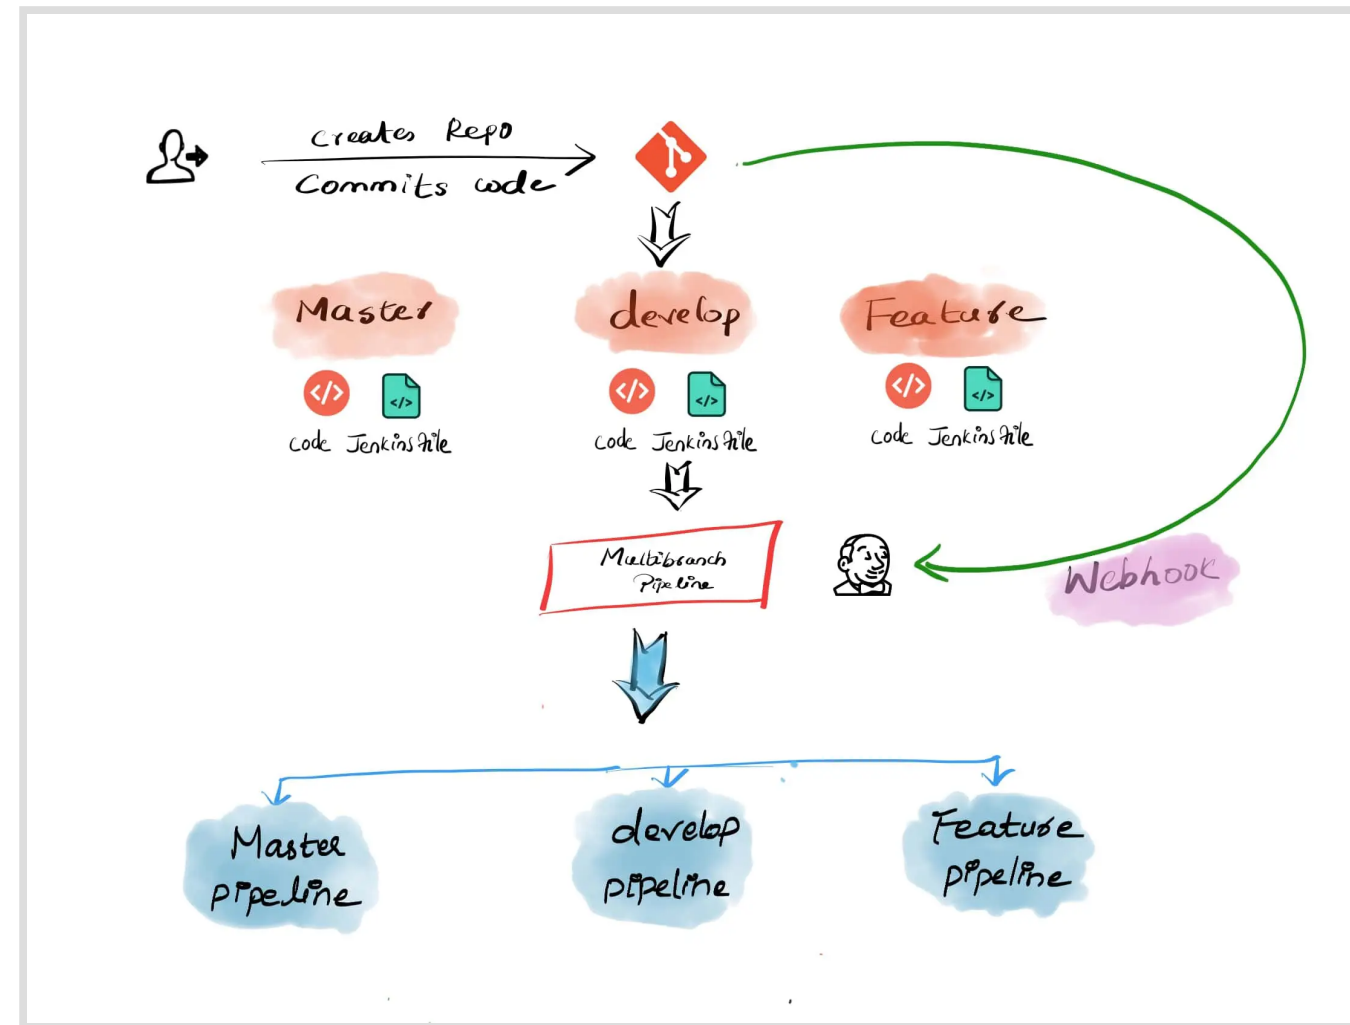 Creates Repo
Commits code
Master
develop
Feature
</>
</>
</>
</>
</>
</>
Code Jenkinsfile
Code Jenkinsfile
Code Jenkinsfile
Multibranch
Pipeline
Webhook
Master
pipeline
develop
pipeline
Feature
pipeline